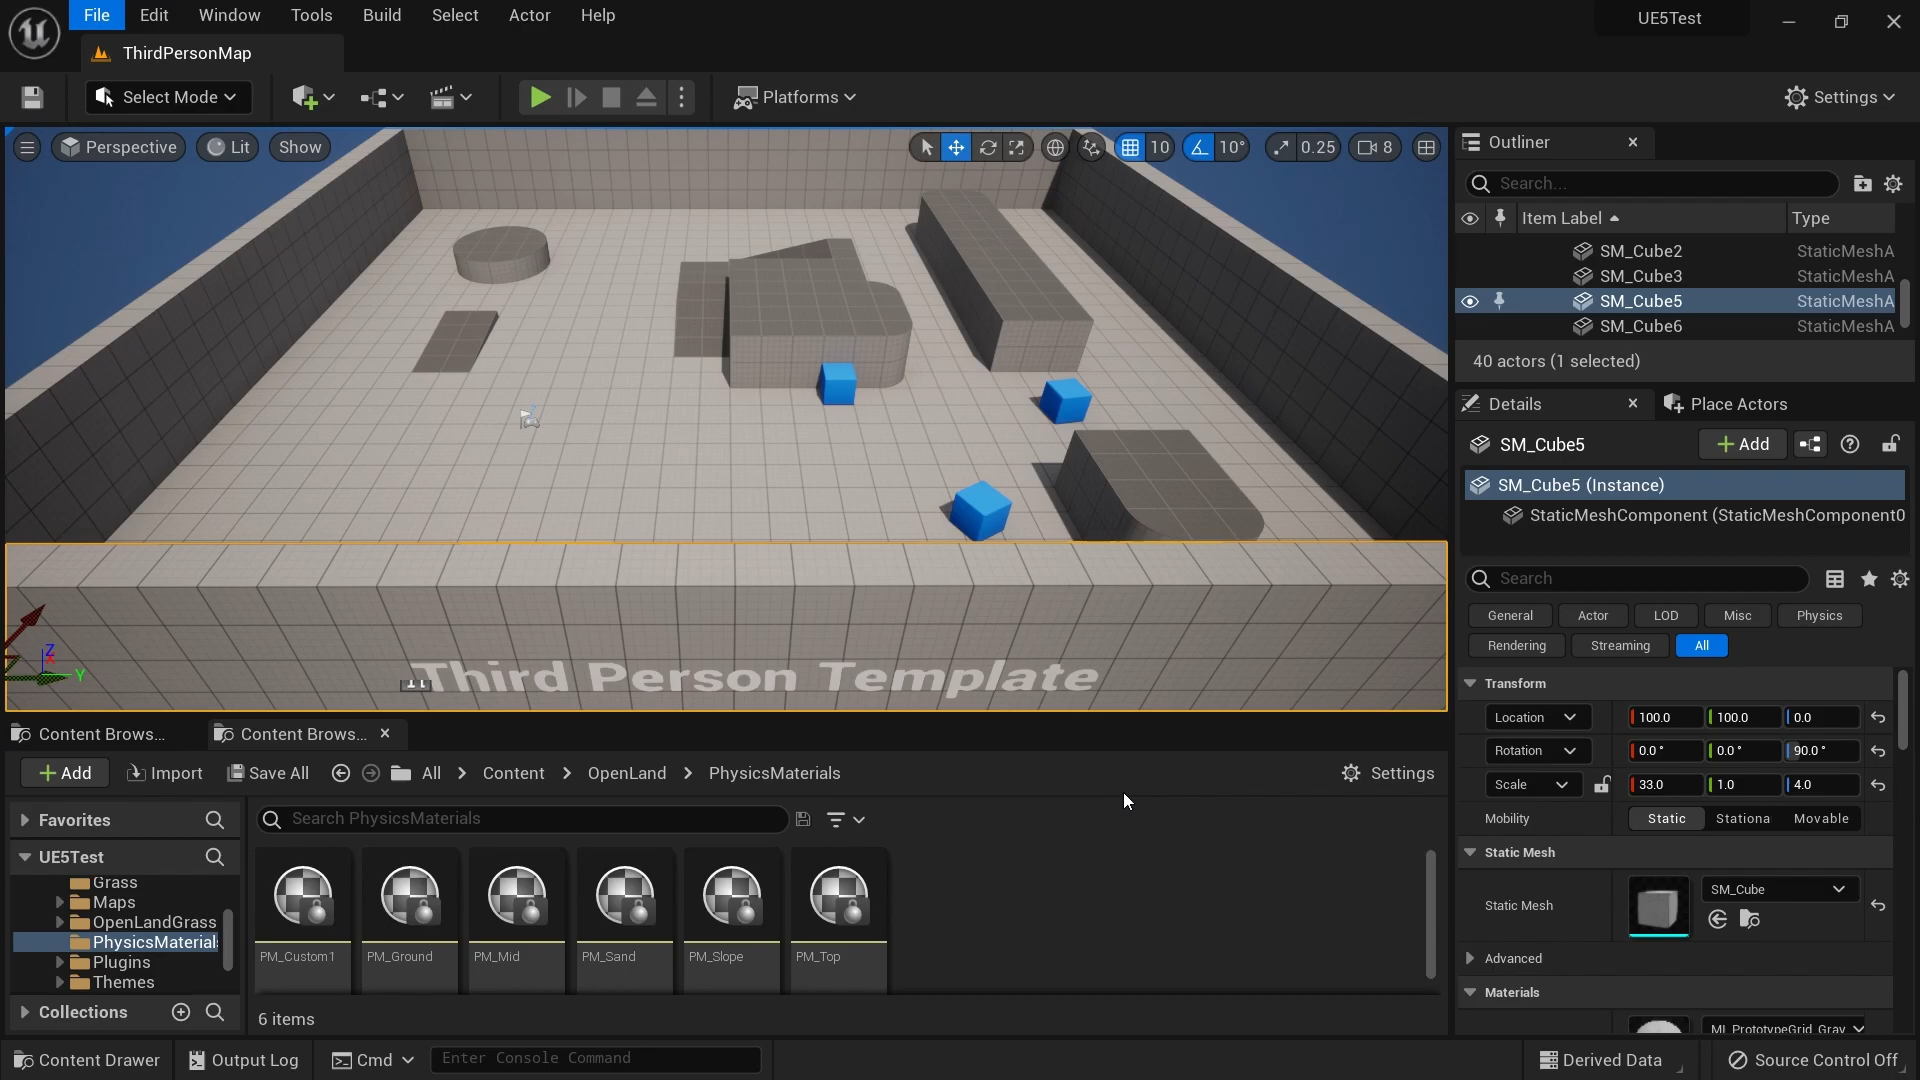 File Edit Window Tools Build Select Actor Help UE5Test
ThirdPersonMap
Select Mode Platforms Settings
Perspective Lit Show 10 10° 0.25 8
Outliner
Search...
Item Label Type
SM_Cube2 StaticMeshA
SM_Cube3 StaticMeshA
SM_Cube5 StaticMeshA
SM_Cube6 StaticMeshA
40 actors (1 selected)
Details Place Actors
SM_Cube5 Add
SM_Cube5 (Instance)
StaticMeshComponent (StaticMeshComponent0
Search
General Actor LOD Misc Physics
Rendering Streaming All
Transform
Location 100.0 100.0 0.0
Rotation 0.0 ° 0.0 ° 90.0 °
Scale 33.0 1.0 4.0
Mobility Static Stationa Movable
Static Mesh
Static Mesh SM_Cube
Advanced
Materials
MI_PrototypeGrid_Gray
Z
X
Y
Third Person Template
Content Brows... Content Brows...
Add Import Save All All Content OpenLand PhysicsMaterials Settings
Favorites
Search PhysicsMaterials
UE5Test
Grass
Maps
OpenLandGrass
PhysicsMaterials
Plugins
Themes
Collections
PM_Custom1 PM_Ground PM_Mid PM_Sand PM_Slope PM_Top
6 items
Content Drawer Output Log Cmd Enter Console Command Derived Data Source Control Off